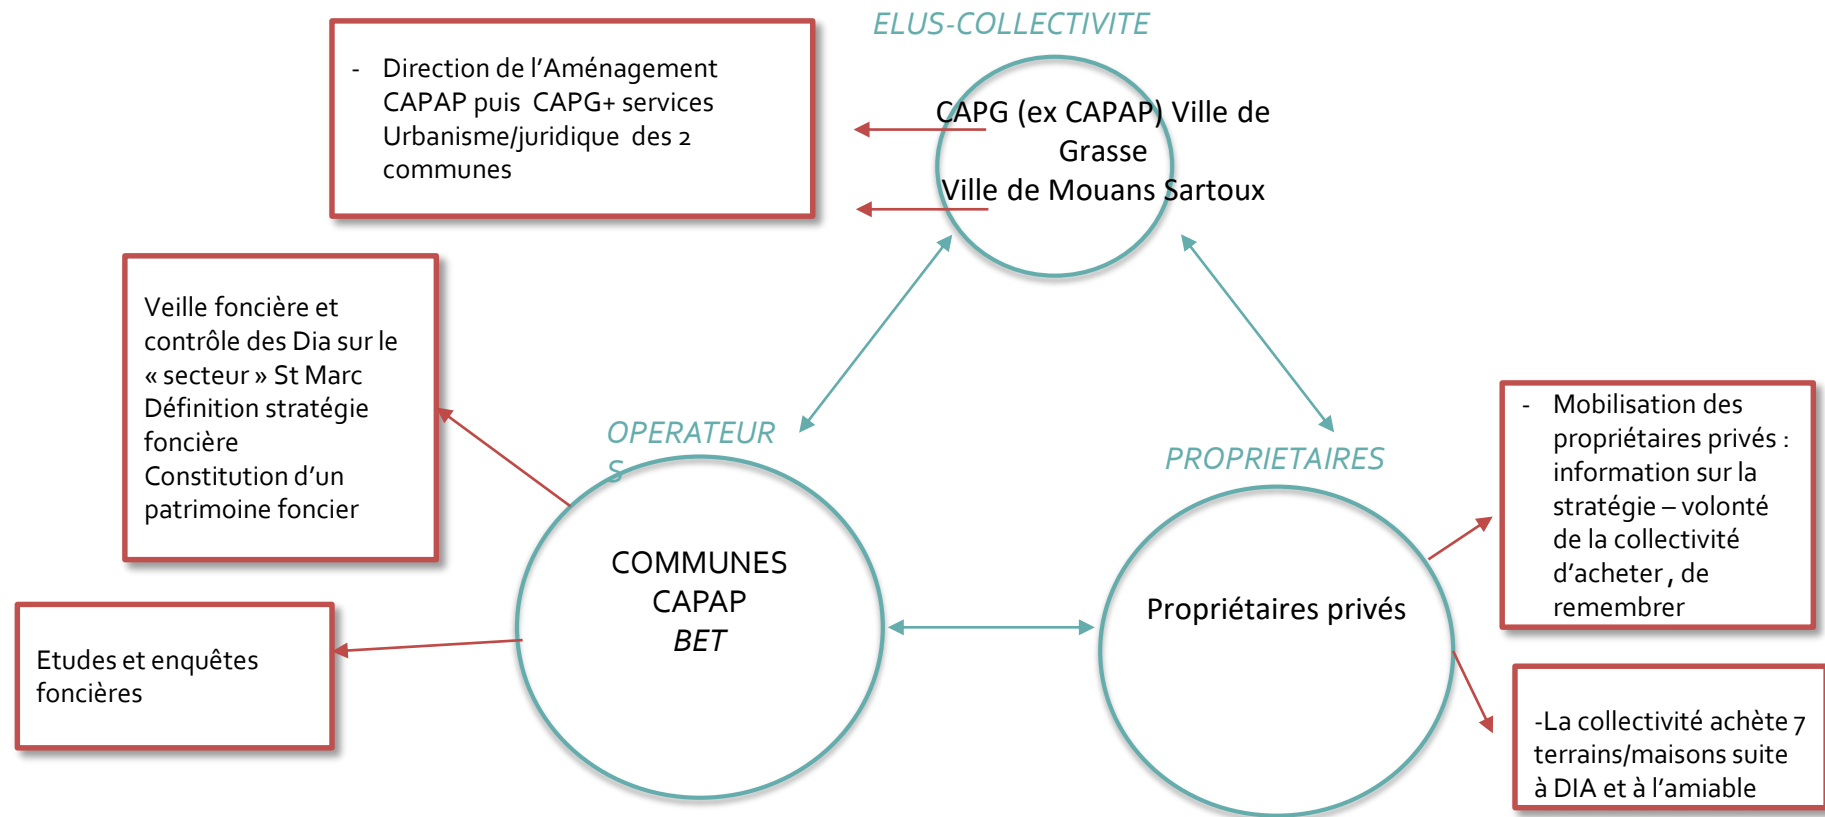 ELUS-COLLECTIVITE
- Direction de l’Aménagement
CAPAP puis CAPG+ services
Urbanisme/juridique des 2
communes
CAPG (ex CAPAP) Ville de
Grasse
Ville de Mouans Sartoux
Veille foncière et
contrôle des Dia sur le
« secteur » St Marc
Définition stratégie
foncière
Constitution d’un
patrimoine foncier
OPERATEUR
S
COMMUNES
CAPAP
BET
Etudes et enquêtes
foncières
PROPRIETAIRES
Propriétaires privés
- Mobilisation des
propriétaires privés :
information sur la
stratégie – volonté
de la collectivité
d’acheter , de
remembrer
-La collectivité achète 7
terrains/maisons suite
à DIA et à l’amiable